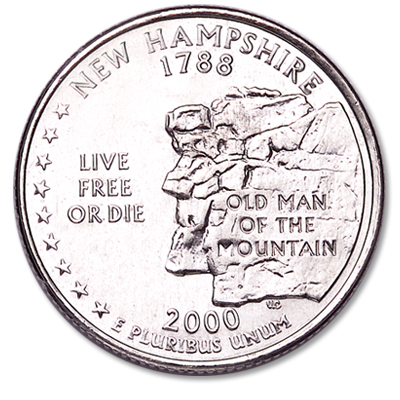 NEW HAMPSHIRE
1788
LIVE
FREE
OR DIE
OLD MAN
OF THE
MOUNTAIN
2000
E PLURIBUS UNUM